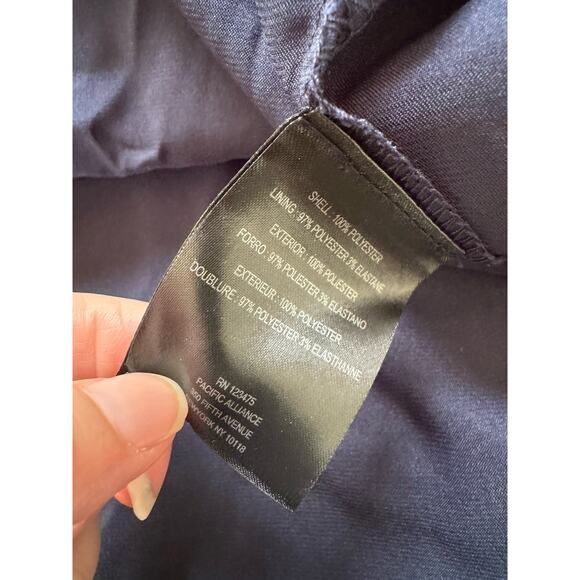 SHELL : 100% POLYESTER
LINING : 97% POLYESTER 3% ELASTANE
EXTERIOR : 100% POLIESTER
FORRO : 97% POLIESTER 3% ELASTANO
EXTERIEUR : 100% POLYESTER
DOUBLURE : 97% POLYESTER 3% ELASTHANNE
RN 123475
PACIFIC ALLIANCE
FIFTH AVENUE
NY 10118